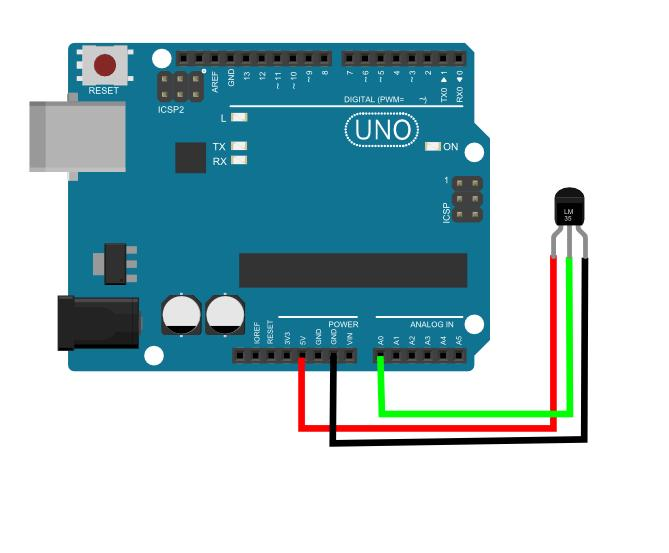 RESET
ICSP2
AREF
GND
13
12
~11
~10
~9
8
7
~6
~5
4
~3
2
TX0 ▶ 1
RX0 ◀ 0
DIGITAL (PWM= ~)
L
TX
RX
UNO
ON
1
ICSP
LM
35
POWER
ANALOG IN
IOREF
RESET
3V3
5V
GND
GND
VIN
A0
A1
A2
A3
A4
A5